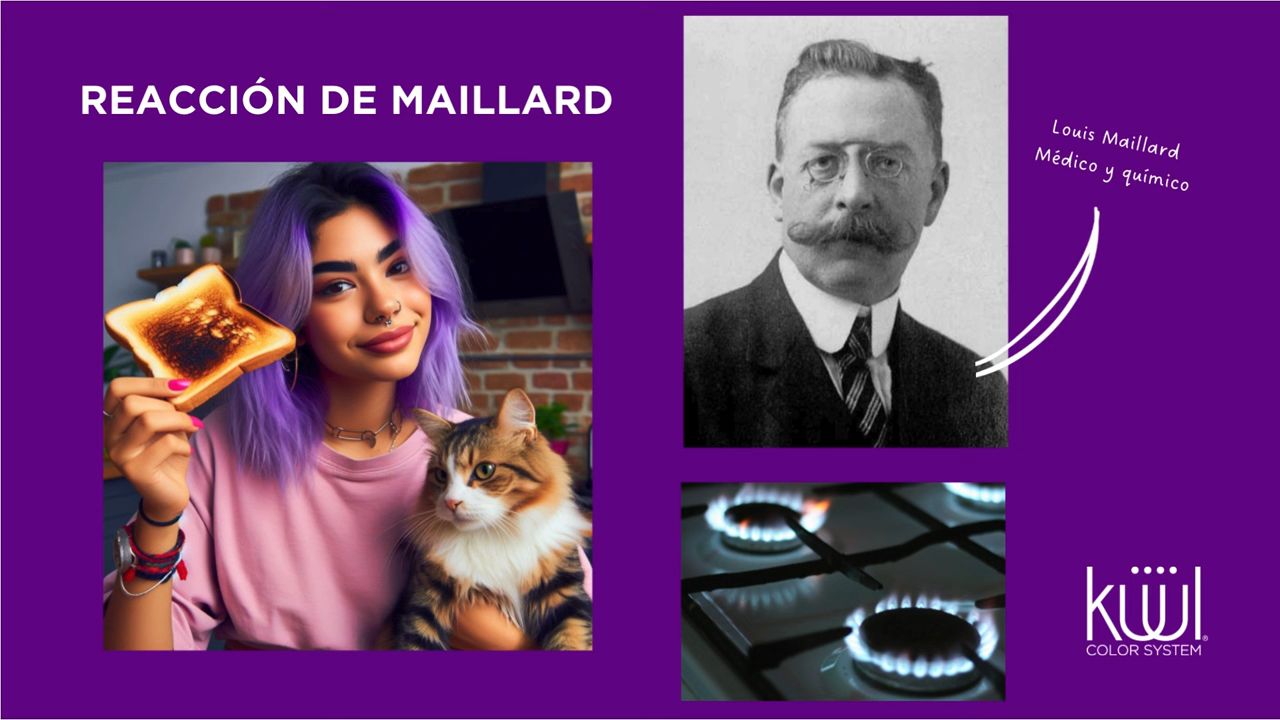 REACCIÓN DE MAILLARD
Louis Maillard
Médico y químico
küül®
COLOR SYSTEM